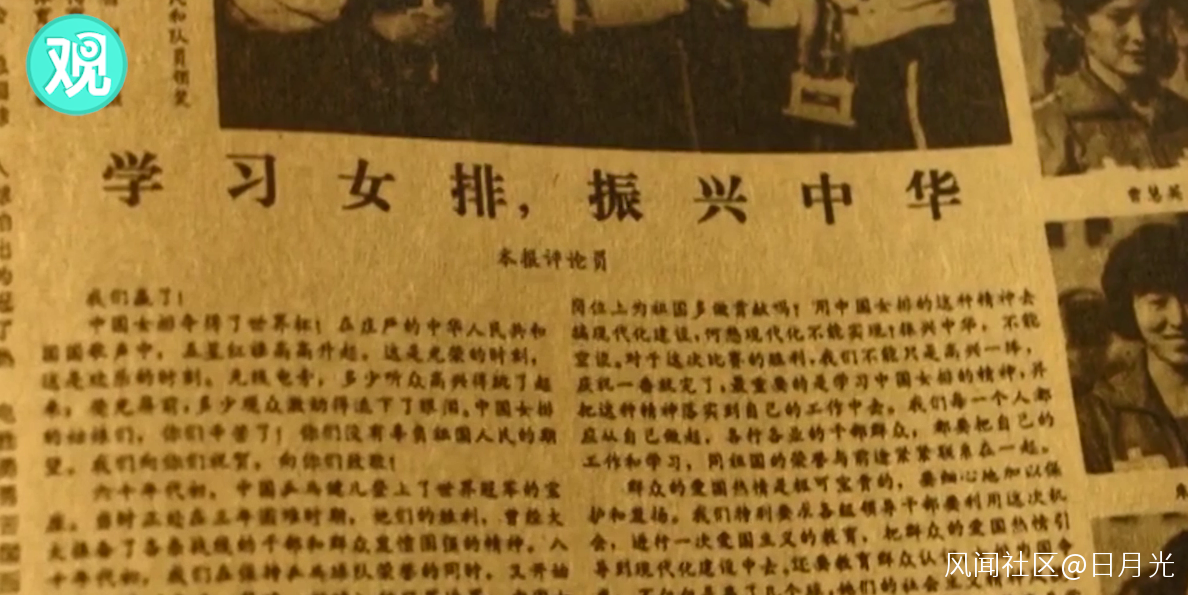 观
代和队员领奖
学习女排，振兴中华
本报评论员
我们赢了！
中国女排夺得了世界杯！在庄严的中华人民共和
国国歌声中，五星红旗高高升起。这是光荣的时刻，
这是欢乐的时刻。无线电旁，多少听众高兴得跳了起
来；荧光屏前，多少观众激动得流下了眼泪。中国女排
的姑娘们，你们辛苦了！你们没有辜负祖国人民的期
望。我们向你们祝贺，向你们致敬！
六十年代初，中国乒乓健儿登上了世界冠军的宝
座。当时正处在三年困难时期，他们的胜利，曾经大
大振奋了各条战线的干部和群众发愤图强的精神。八
十年代初，我们在保持乒乓球队荣誉的同时，又开始
岗位上为祖国多做贡献吗！用中国女排的这种精神去
搞现代化建设，何愁现代化不能实现！振兴中华，不能
空谈。对于这次比赛的胜利，我们不能只是高兴一阵，
庆祝一番就完了，最重要的是学习中国女排的精神，并
把这种精神落实到自己的工作中去。我们每一个人都
应从自己做起，各行各业的干部群众，都要把自己的
工作和学习，同祖国的荣誉与前途紧紧联系在一起。
群众的爱国热情是极可宝贵的，要细心地加以保
护和发扬。我们特别要求各级领导干部要利用这次机
会，进行一次爱国主义的教育，把群众的爱国热情引
导到现代化建设中去。还要教育群众认
曹慧英
风闻社区@日月光